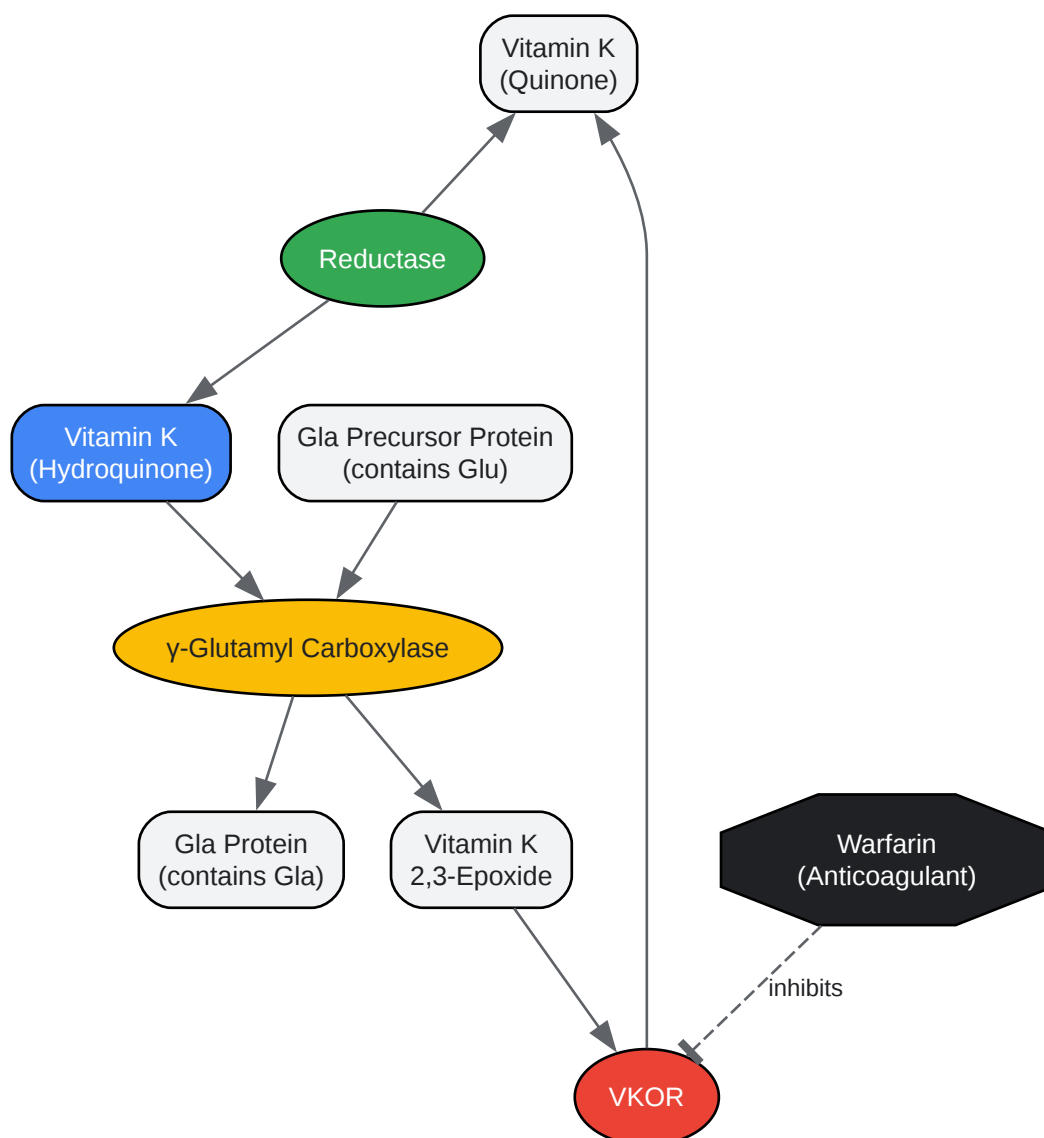 Vitamin K
(Quinone)
Reductase
Vitamin K
(Hydroquinone)
Gla Precursor Protein
(contains Glu)
γ-Glutamyl Carboxylase
Gla Protein
(contains Gla)
Vitamin K
2,3-Epoxide
Warfarin
(Anticoagulant)
inhibits
VKOR